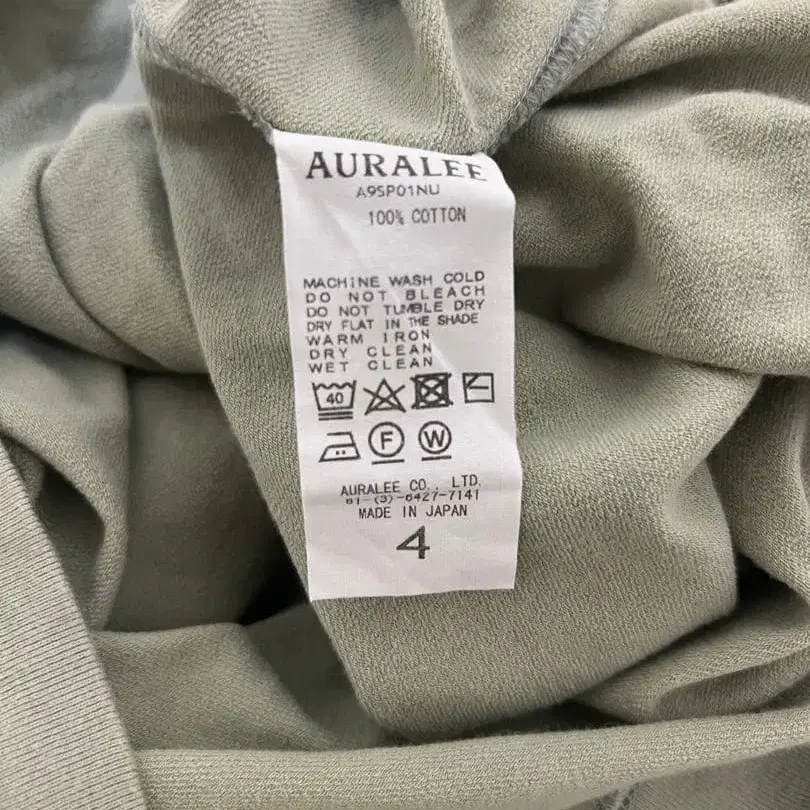 AURALEE
A9SP01NU
100% COTTON
MACHINE WASH COLD
DO NOT BLEACH
DO NOT TUMBLE DRY
DRY FLAT IN THE SHADE
WARM IRON
DRY CLEAN
WET CLEAN
40
F W
AURALEE CO., LTD.
81-(3)-6427-7141
MADE IN JAPAN
4